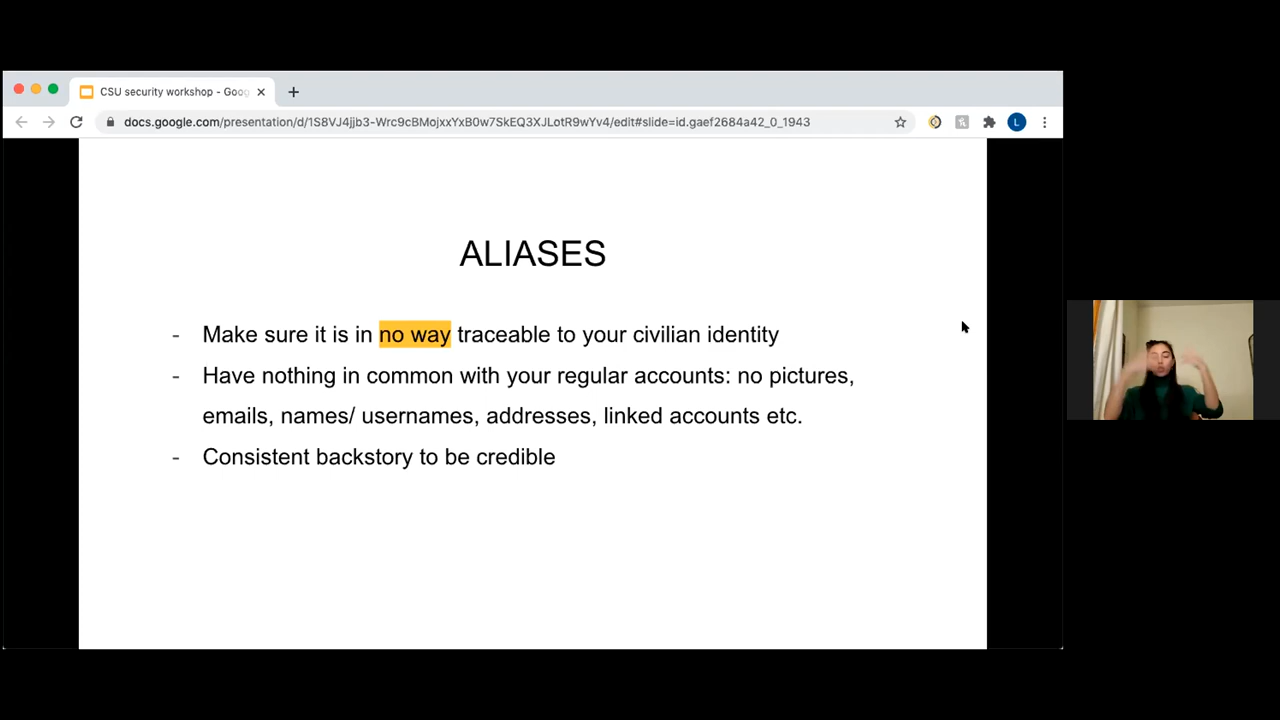 CSU security workshop - Goog
docs.google.com/presentation/d/1S8VJ4jjb3-Wrc9cBMojxxYxB0w7SkEQ3XJLotR9wYv4/edit#slide=id.gaef2684a42_0_1943
L
ALIASES
- Make sure it is in no way traceable to your civilian identity
- Have nothing in common with your regular accounts: no pictures,
emails, names/ usernames, addresses, linked accounts etc.
- Consistent backstory to be credible